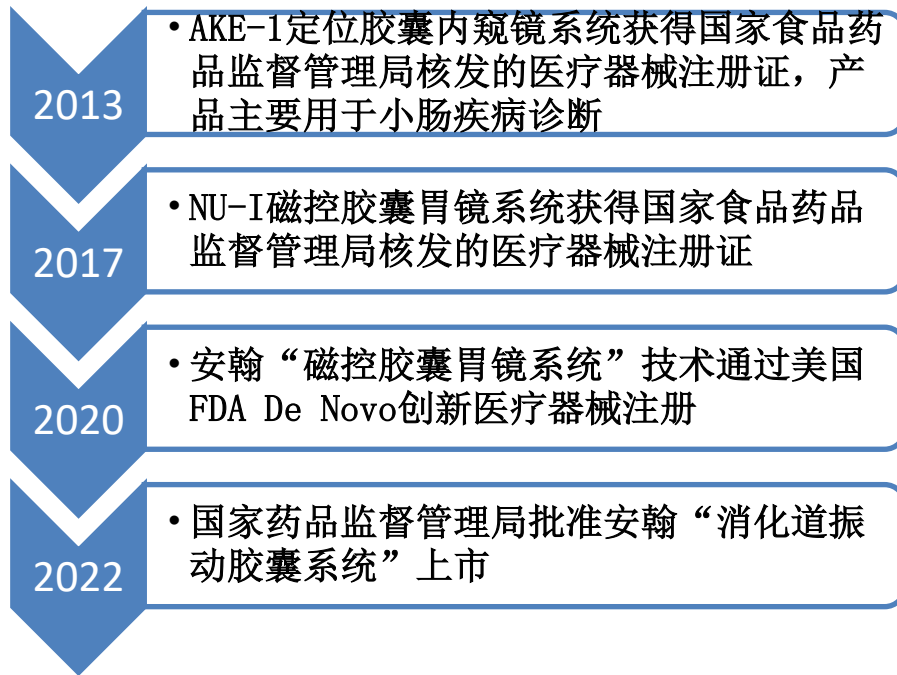 2013
•AKE-1定位胶囊内窥镜系统获得国家食品药
品监督管理局核发的医疗器械注册证，产
品主要用于小肠疾病诊断
2017
•NU-I磁控胶囊胃镜系统获得国家食品药品
监督管理局核发的医疗器械注册证
2020
•安翰“磁控胶囊胃镜系统”技术通过美国
FDA De Novo创新医疗器械注册
2022
•国家药品监督管理局批准安翰“消化道振
动胶囊系统”上市